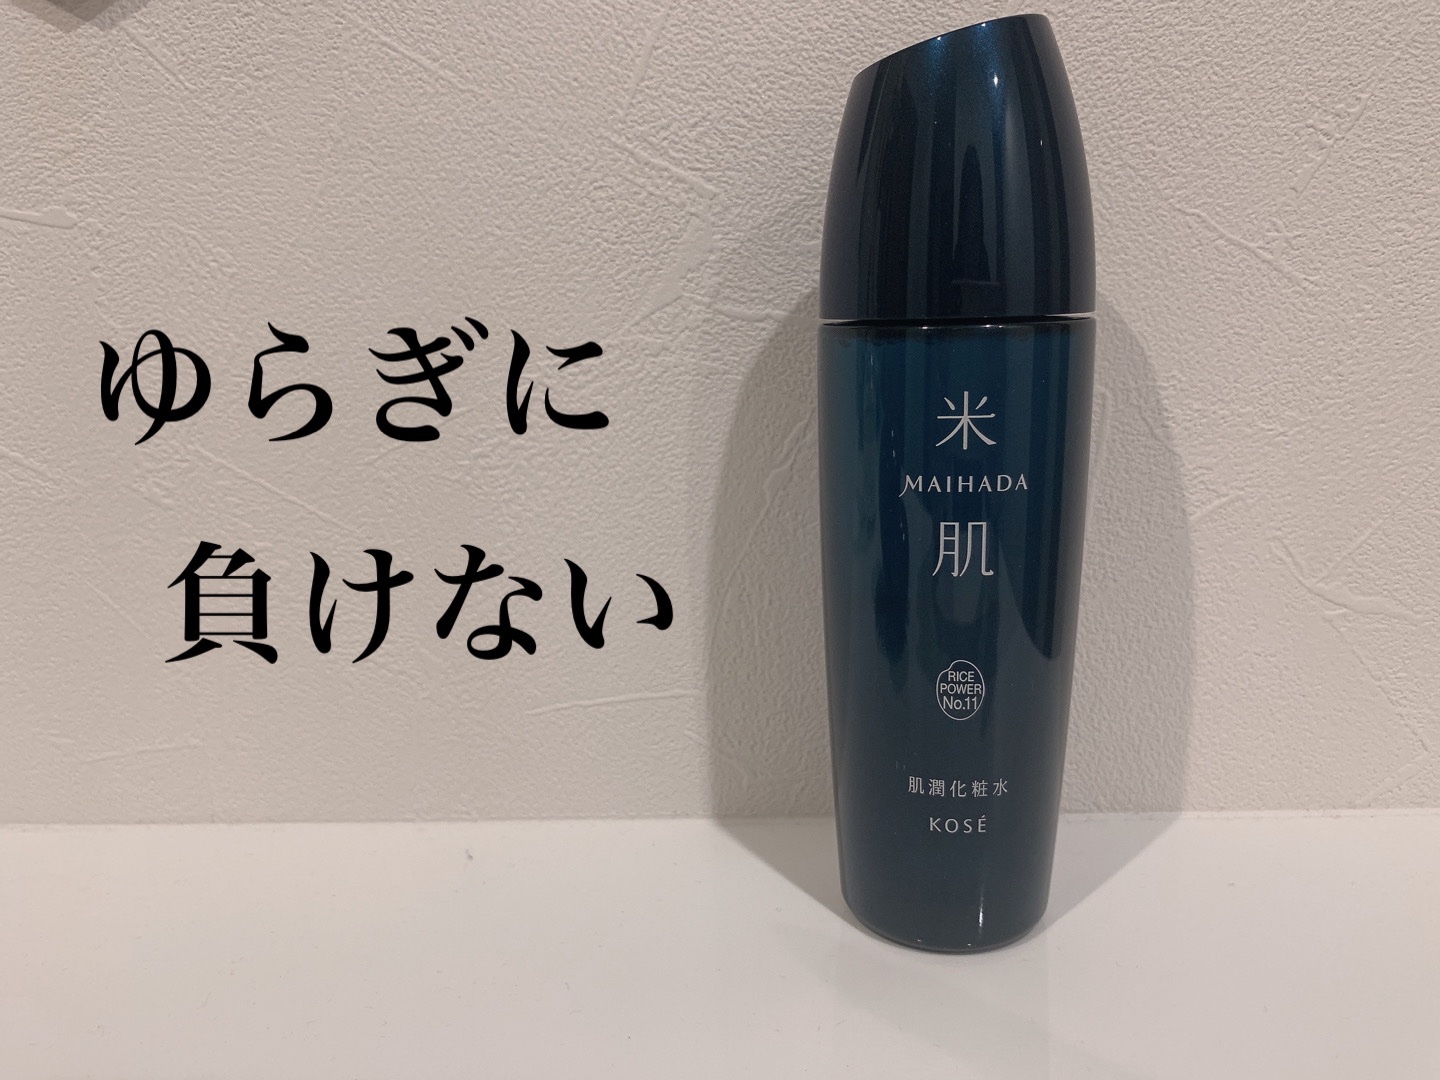 ゆらぎに
負けない
米
MAIHADA
肌
RICE
POWER
No.11
肌潤化粧水
KOSÉ